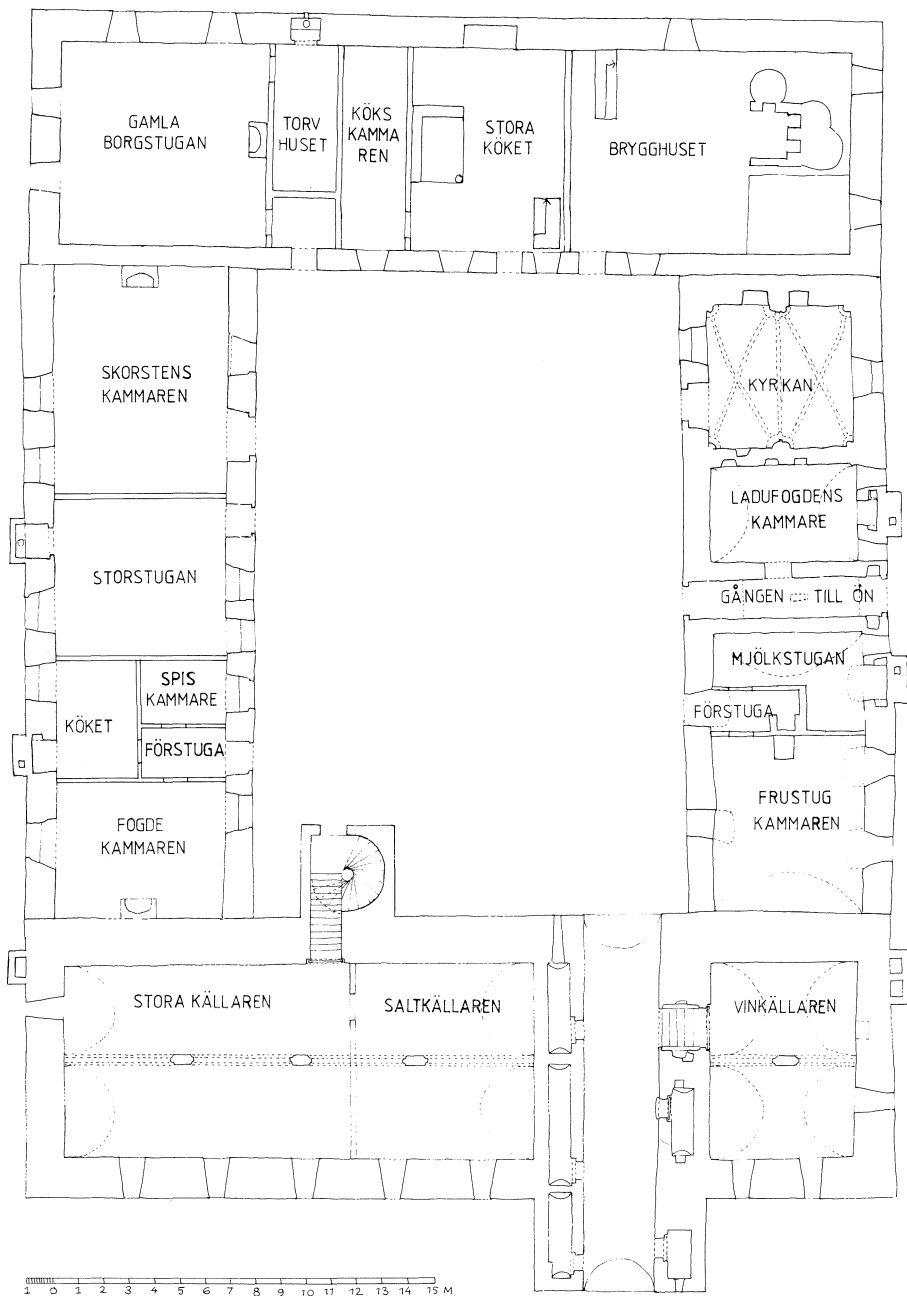 GAMLA
BORGSTUGAN
TORV
HUSET
KÖKS
KAMMA
REN
STORA
KÖKET
BRYGGHUSET
SKORSTENS
KAMMAREN
KYRKAN
LADUFOGDENS
KAMMARE
STORSTUGAN
GÅNGEN TILL ÖN
MJÖLKSTUGAN
SPIS
KAMMARE
KÖKET
FÖRSTUGA
FÖRSTUGA
FOGDE
KAMMAREN
FRUSTUG
KAMMAREN
STORA KÄLLAREN
SALTKÄLLAREN
VINKÄLLAREN
1 0 1 2 3 4 5 6 7 8 9 10 11 12 13 14 15 M